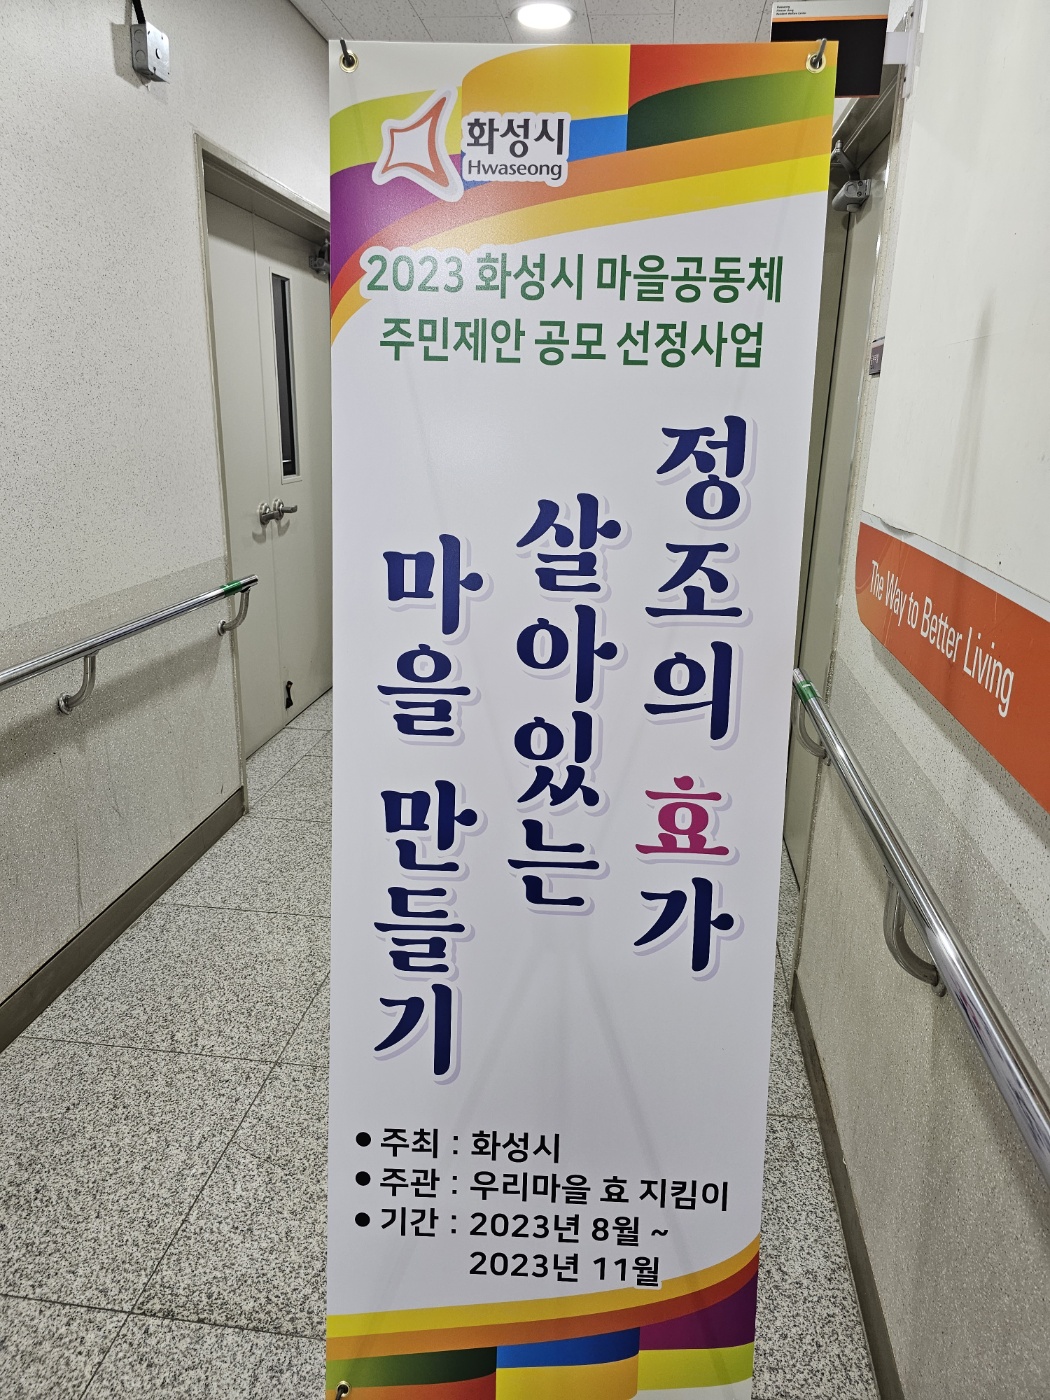 화성시
Hwaseong
2023 화성시 마을공동체
주민제안 공모 선정사업
정조의 효가
살아있는
마을 만들기
● 주최 : 화성시
● 주관 : 우리마을 효 지킴이
● 기간 : 2023년 8월 ~
2023년 11월
The Way to Better Living